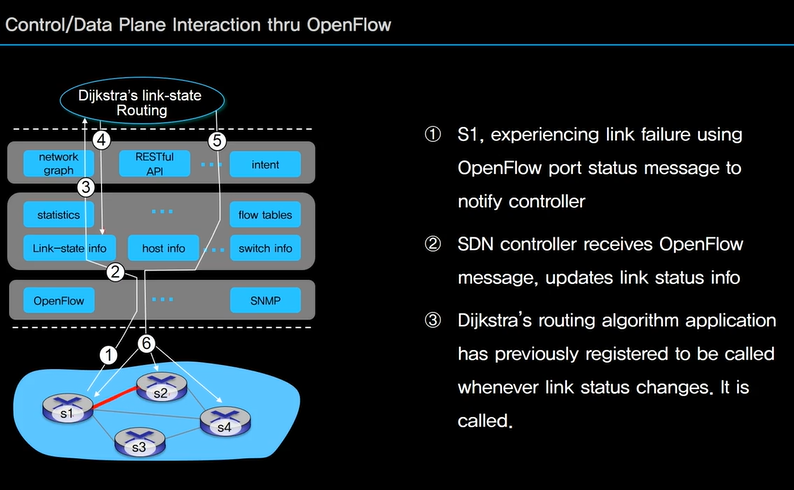 Control/Data Plane Interaction thru OpenFlow
Dijkstra's link-state
Routing
4
5
network
graph
RESTful
API
...
intent
3
statistics
...
flow tables
Link-state info
host info
...
switch info
2
OpenFlow
...
SNMP
1
6
s1
s2
s3
s4
① S1, experiencing link failure using
OpenFlow port status message to
notify controller
② SDN controller receives OpenFlow
message, updates link status info
③ Dijkstra's routing algorithm application
has previously registered to be called
whenever link status changes. It is
called.